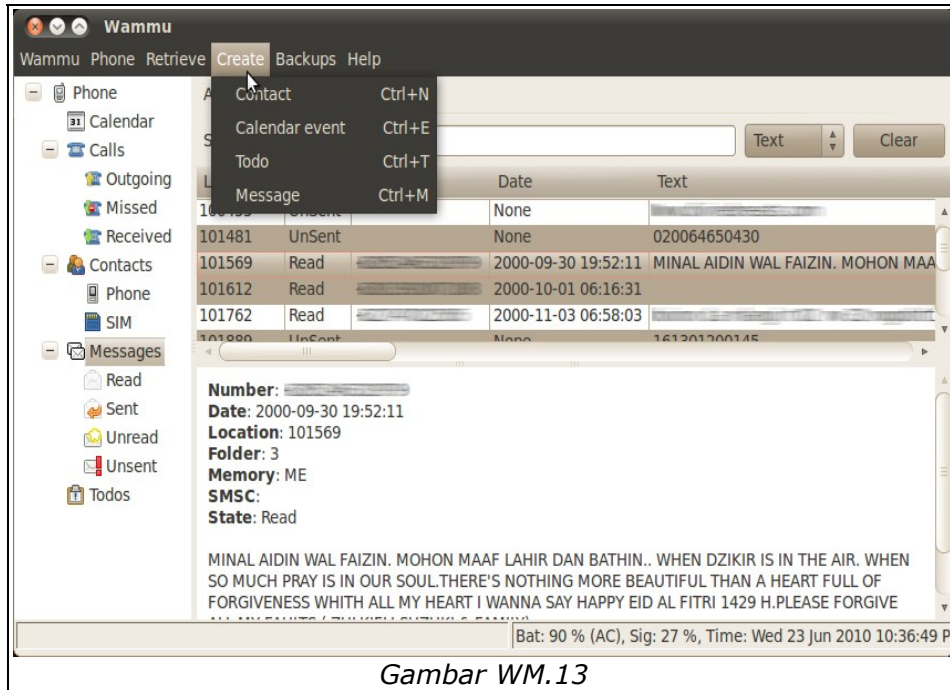 Wammu
Wammu Phone Retrieve Create Backups Help
Contact Ctrl+N
Calendar event Ctrl+E
Todo Ctrl+T
Message Ctrl+M
Phone
Calendar
Calls
Outgoing
Missed
Received
Contacts
Phone
SIM
Messages
Read
Sent
Unread
Unsent
Todos
Text Clear
Date Text
None
101481 UnSent None 020064650430
101569 Read 2000-09-30 19:52:11 MINAL AIDIN WAL FAIZIN. MOHON MAA
101612 Read 2000-10-01 06:16:31
101762 Read 2000-11-03 06:58:03
101889 UnSent None 161301200145
Number:
Date: 2000-09-30 19:52:11
Location: 101569
Folder: 3
Memory: ME
SMSC:
State: Read
MINAL AIDIN WAL FAIZIN. MOHON MAAF LAHIR DAN BATHIN.. WHEN DZIKIR IS IN THE AIR. WHEN
SO MUCH PRAY IS IN OUR SOUL.THERE'S NOTHING MORE BEAUTIFUL THAN A HEART FULL OF
FORGIVENESS WHITH ALL MY HEART I WANNA SAY HAPPY EID AL FITRI 1429 H.PLEASE FORGIVE
Bat: 90 % (AC), Sig: 27 %, Time: Wed 23 Jun 2010 10:36:49 P
Gambar WM.13